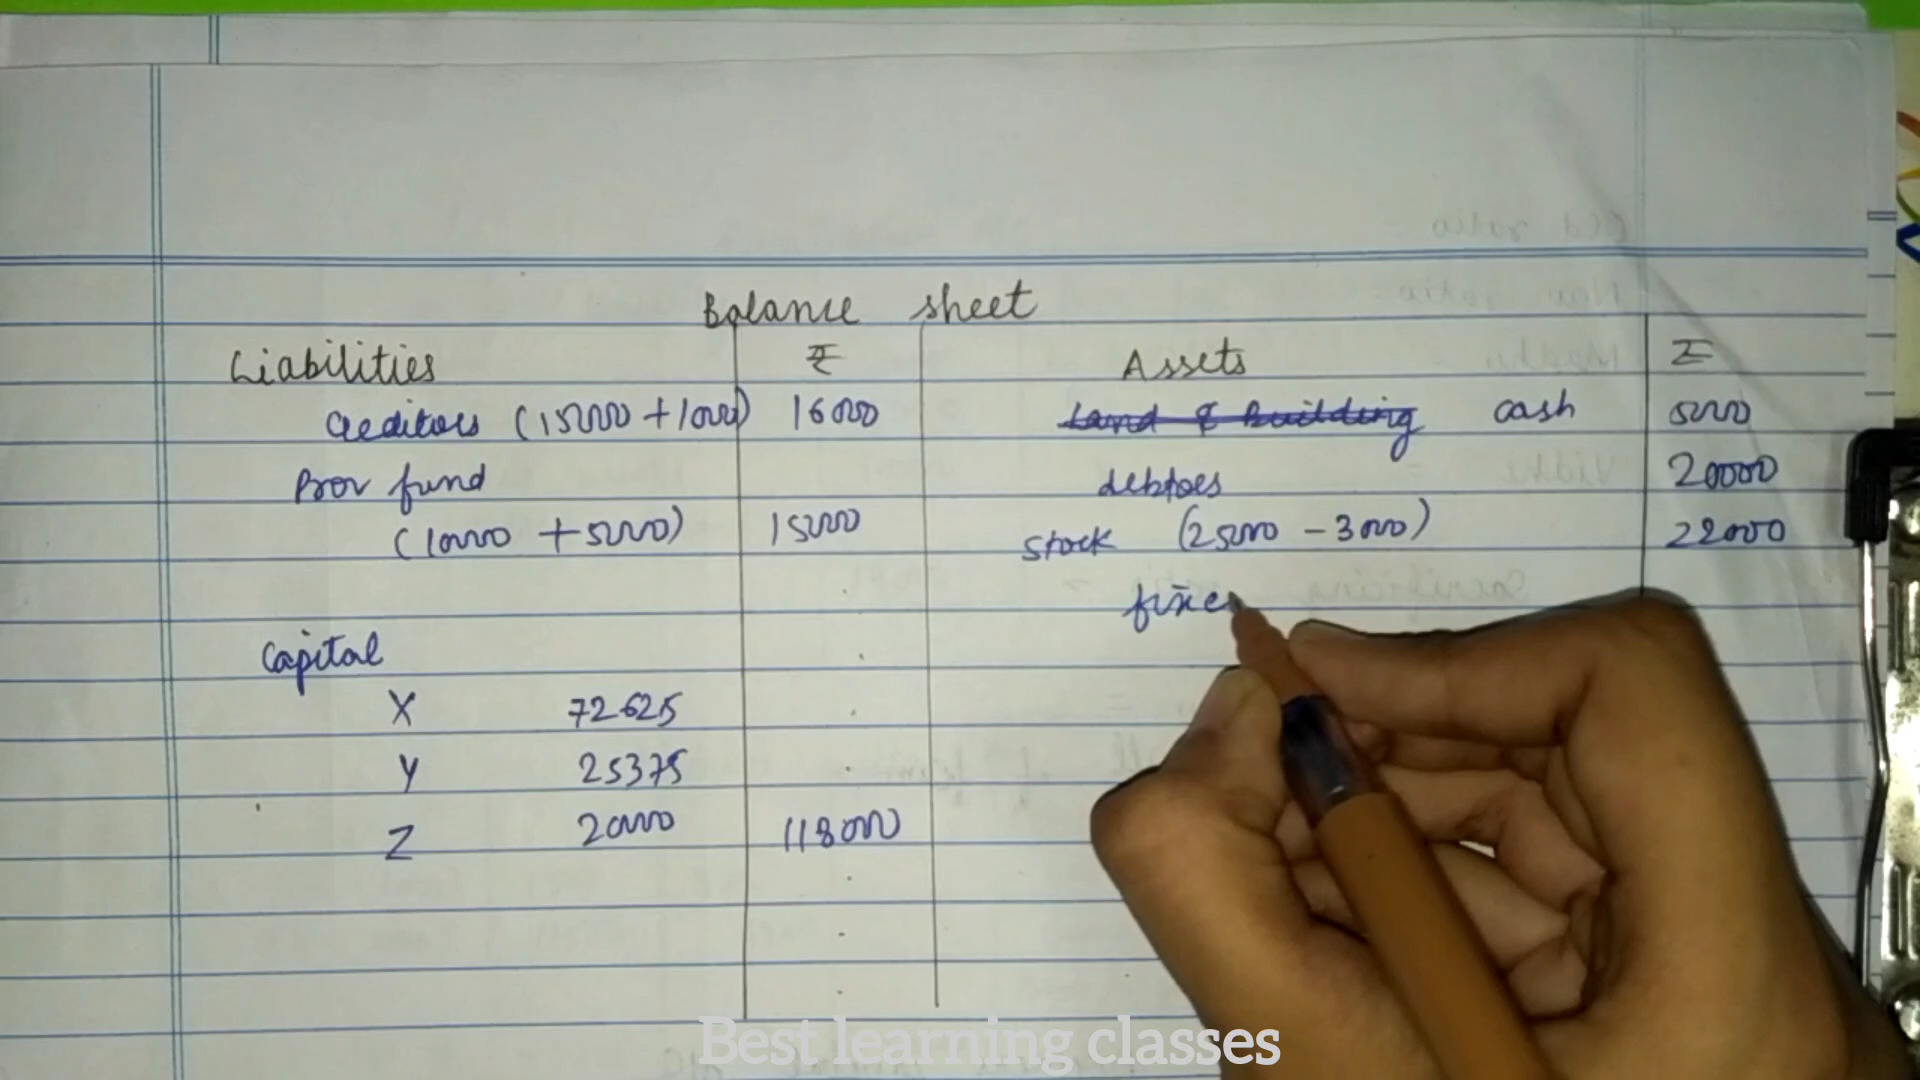 Balance sheet
Liabilities ₹ Assets ₹
Creditors (15000 + 1000) 16000 Land & Building cash 5000
Prov fund debtoes 20000
(10000 + 5000) 15000 Stock (25000 - 3000) 22000
fixe
Capital
X 72625
Y 25375
Z 20000 118000
Best learning classes